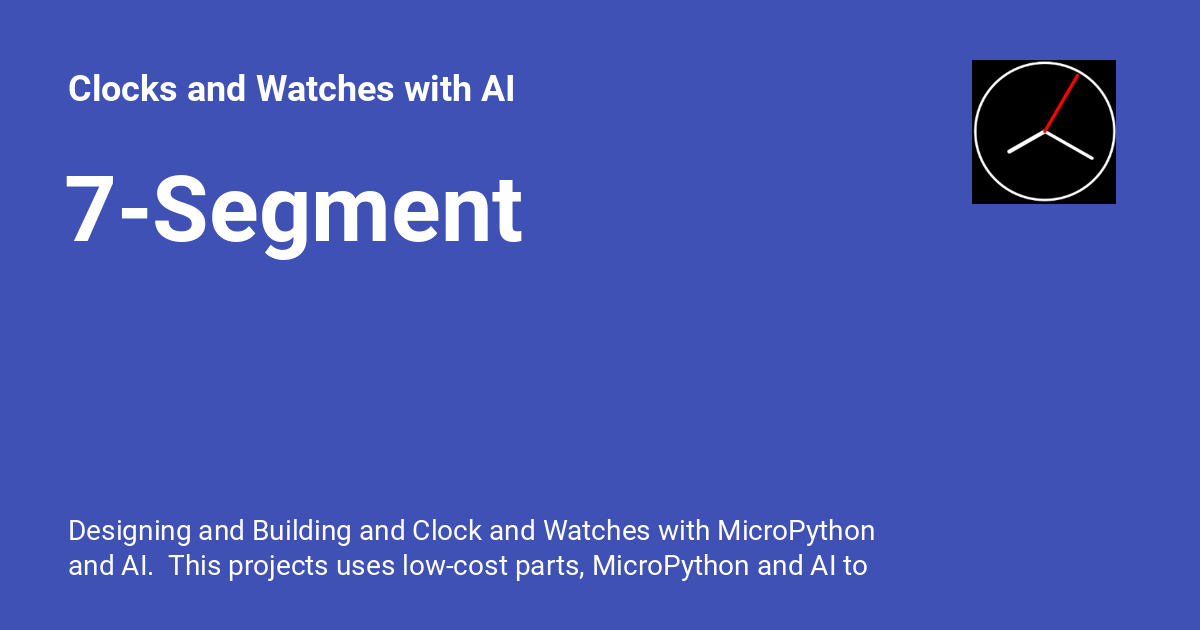 Clocks and Watches with AI
7-Segment
Designing and Building and Clock and Watches with MicroPython
and AI.  This projects uses low-cost parts, MicroPython and AI to